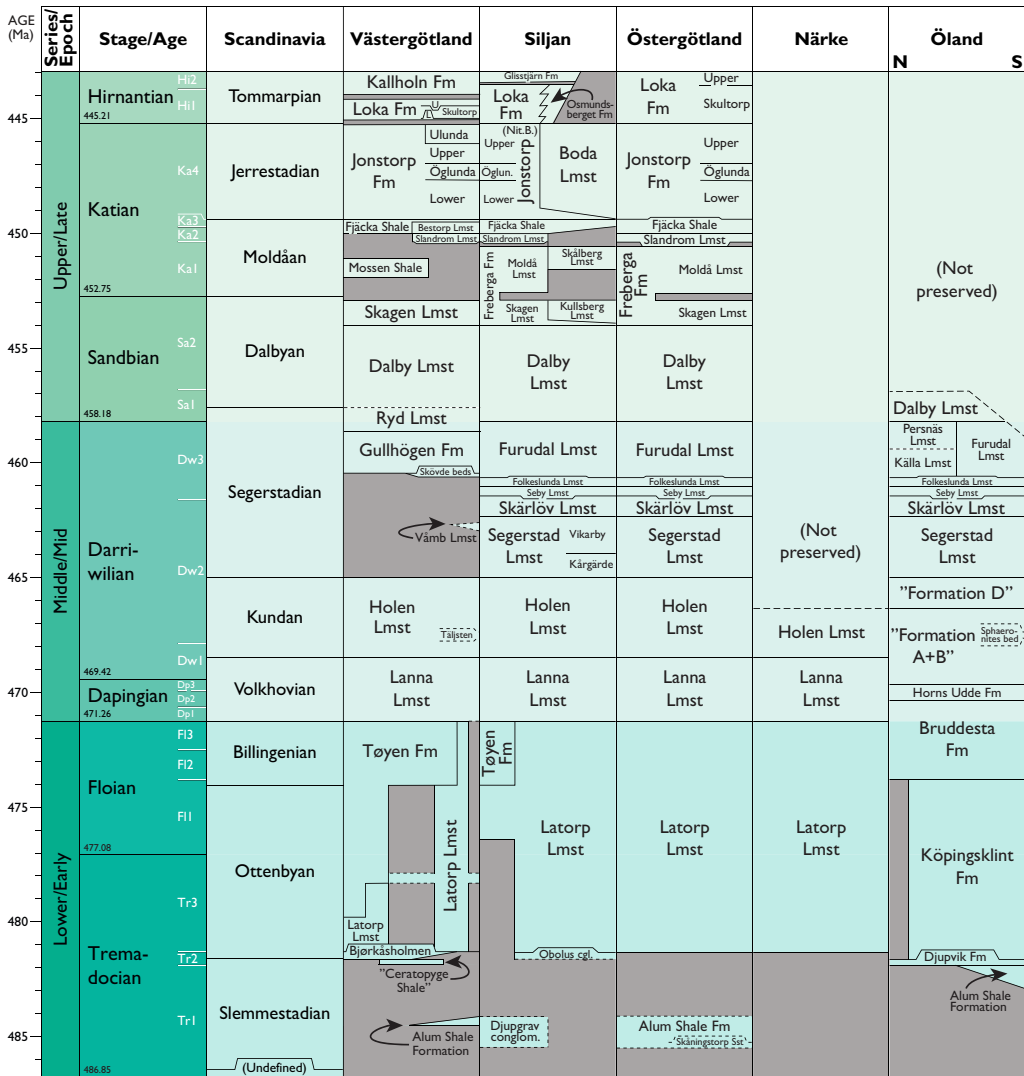 AGE
(Ma)
Series/
Epoch
Stage/Age
Scandinavia
Västergötland
Siljan
Östergötland
Närke
Öland
N
S
445
450
455
460
465
470
475
480
485
Upper/Late
Middle/Mid
Lower/Early
Hirnantian
445.21
Hi2
Hi1
Katian
452.75
Ka4
Ka3
Ka2
Ka1
Sandbian
458.18
Sa2
Sa1
Darri-
wilian
469.42
Dw3
Dw2
Dw1
Dapingian
471.26
Dp3
Dp2
Dp1
Floian
477.08
Fl3
Fl2
Fl1
Trema-
docian
486.85
Tr3
Tr2
Tr1
Tommarpian
Jerrestadian
Moldåan
Dalbyan
Segerstadian
Kundan
Volkhovian
Billingenian
Ottenbyan
Slemmestadian
(Undefined)
Kallholn Fm
Loka Fm
U
L
Skultorp
Jonstorp
Fm
Ulunda
Upper
Öglunda
Lower
Fjäcka Shale
Bestorp Lmst
Slandrom Lmst
Mossen Shale
Skagen Lmst
Dalby Lmst
Ryd Lmst
Gullhögen Fm
Skövde beds
Våmb Lmst
Holen
Lmst
Täljsten
Lanna
Lmst
Tøyen Fm
Latorp Lmst
Latorp
Lmst
Bjørkåsholmen
"Ceratopyge
Shale"
Alum Shale
Formation
Glisstjärn Fm
Loka
Fm
Osmunds-
berget Fm
(Nit.B.)
Upper
Öglun.
Lower
Jonstorp
Boda
Lmst
Fjäcka Shale
Slandrom Lmst
Freberga Fm
Moldå
Lmst
Skålberg
Lmst
Skagen
Lmst
Kullsberg
Lmst
Dalby
Lmst
Furudal Lmst
Folkeslunda Lmst
Seby Lmst
Skärlöv Lmst
Segerstad
Lmst
Vikarby
Kårgärde
Holen
Lmst
Lanna
Lmst
Tøyen
Fm
Latorp
Lmst
Obolus cgl.
Djupgrav
conglom.
Loka
Fm
Upper
Skultorp
Jonstorp
Fm
Upper
Öglunda
Lower
Fjäcka Shale
Slandrom Lmst
Freberga
Fm
Moldå Lmst
Skagen Lmst
Dalby
Lmst
Furudal Lmst
Folkeslunda Lmst
Seby Lmst
Skärlöv Lmst
Segerstad
Lmst
Holen
Lmst
Lanna
Lmst
Latorp
Lmst
Alum Shale Fm
Skåningstorp Sst
(Not
preserved)
Holen Lmst
Lanna
Lmst
Latorp
Lmst
(Not
preserved)
Dalby Lmst
Persnäs
Lmst
Källa Lmst
Furudal
Lmst
Folkeslunda Lmst
Seby Lmst
Skärlöv Lmst
Segerstad
Lmst
"Formation D"
"Formation
A+B"
Sphaero-
nites bed
Horns Udde Fm
Bruddesta
Fm
Köpingsklint
Fm
Djupvik Fm
Alum Shale
Formation